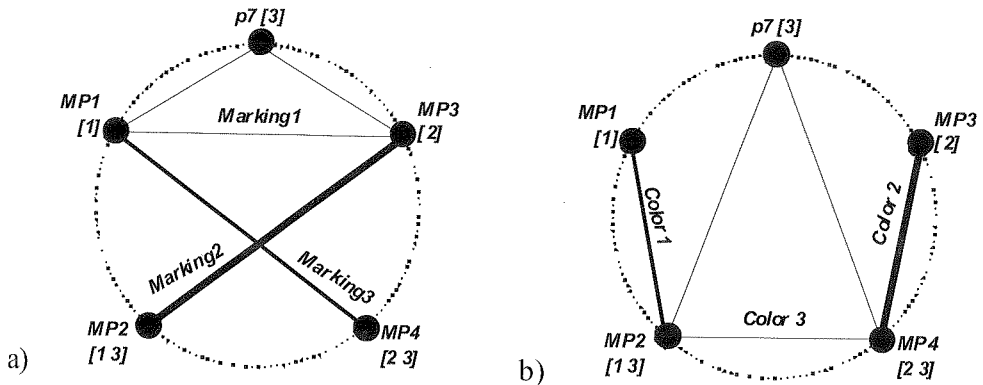 p7 [3]
MP1
[1]
Marking1
MP3
[2]
Marking2
Marking3
MP2
[1 3]
MP4
[2 3]
a)
p7 [3]
MP1
[1]
MP3
[2]
Color 1
Color 2
Color 3
MP2
[1 3]
MP4
[2 3]
b)